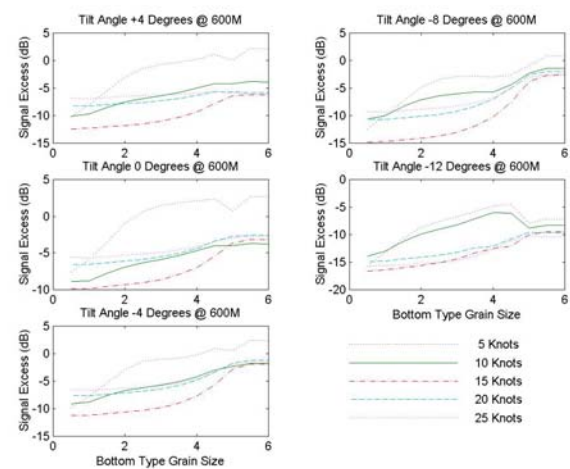 Tilt Angle +4 Degrees @ 600M
Signal Excess (dB)
5
0
-5
-10
-15
0 2 4 6
Tilt Angle -8 Degrees @ 600M
Signal Excess (dB)
5
0
-5
-10
-15
0 2 4 6
Tilt Angle 0 Degrees @ 600M
Signal Excess (dB)
5
0
-5
-10
0 2 4 6
Tilt Angle -12 Degrees @ 600M
Signal Excess (dB)
0
-5
-10
-15
-20
0 2 4 6
Bottom Type Grain Size
Tilt Angle -4 Degrees @ 600M
Signal Excess (dB)
5
0
-5
-10
-15
0 2 4 6
Bottom Type Grain Size
5 Knots
10 Knots
15 Knots
20 Knots
25 Knots